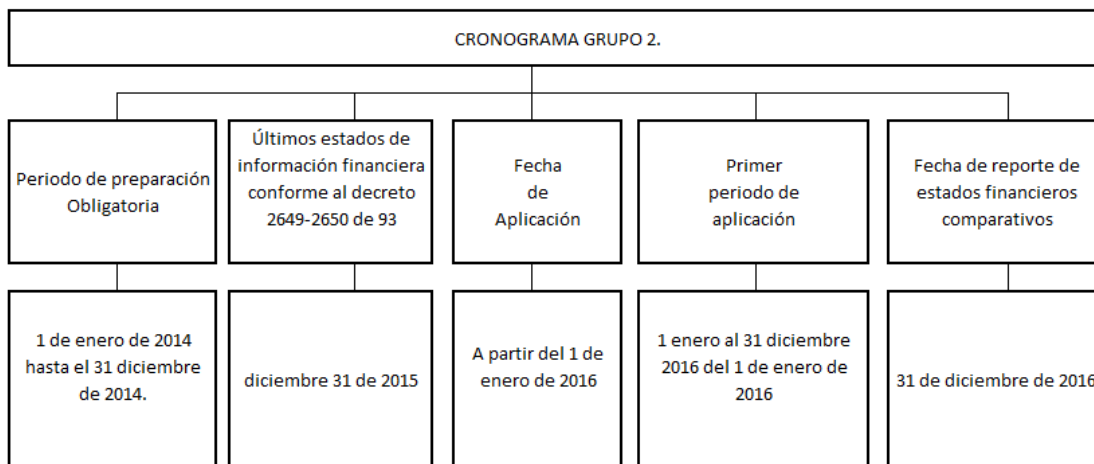 CRONOGRAMA GRUPO 2.
Periodo de preparación
Obligatoria
Últimos estados de
información financiera
conforme al decreto
2649-2650 de 93
Fecha
de
Aplicación
Primer
periodo de
aplicación
Fecha de reporte de
estados financieros
comparativos
1 de enero de 2014
hasta el 31 diciembre
de 2014.
diciembre 31 de 2015
A partir del 1 de
enero de 2016
1 enero al 31 diciembre
2016 del 1 de enero de
2016
31 de diciembre de 2016